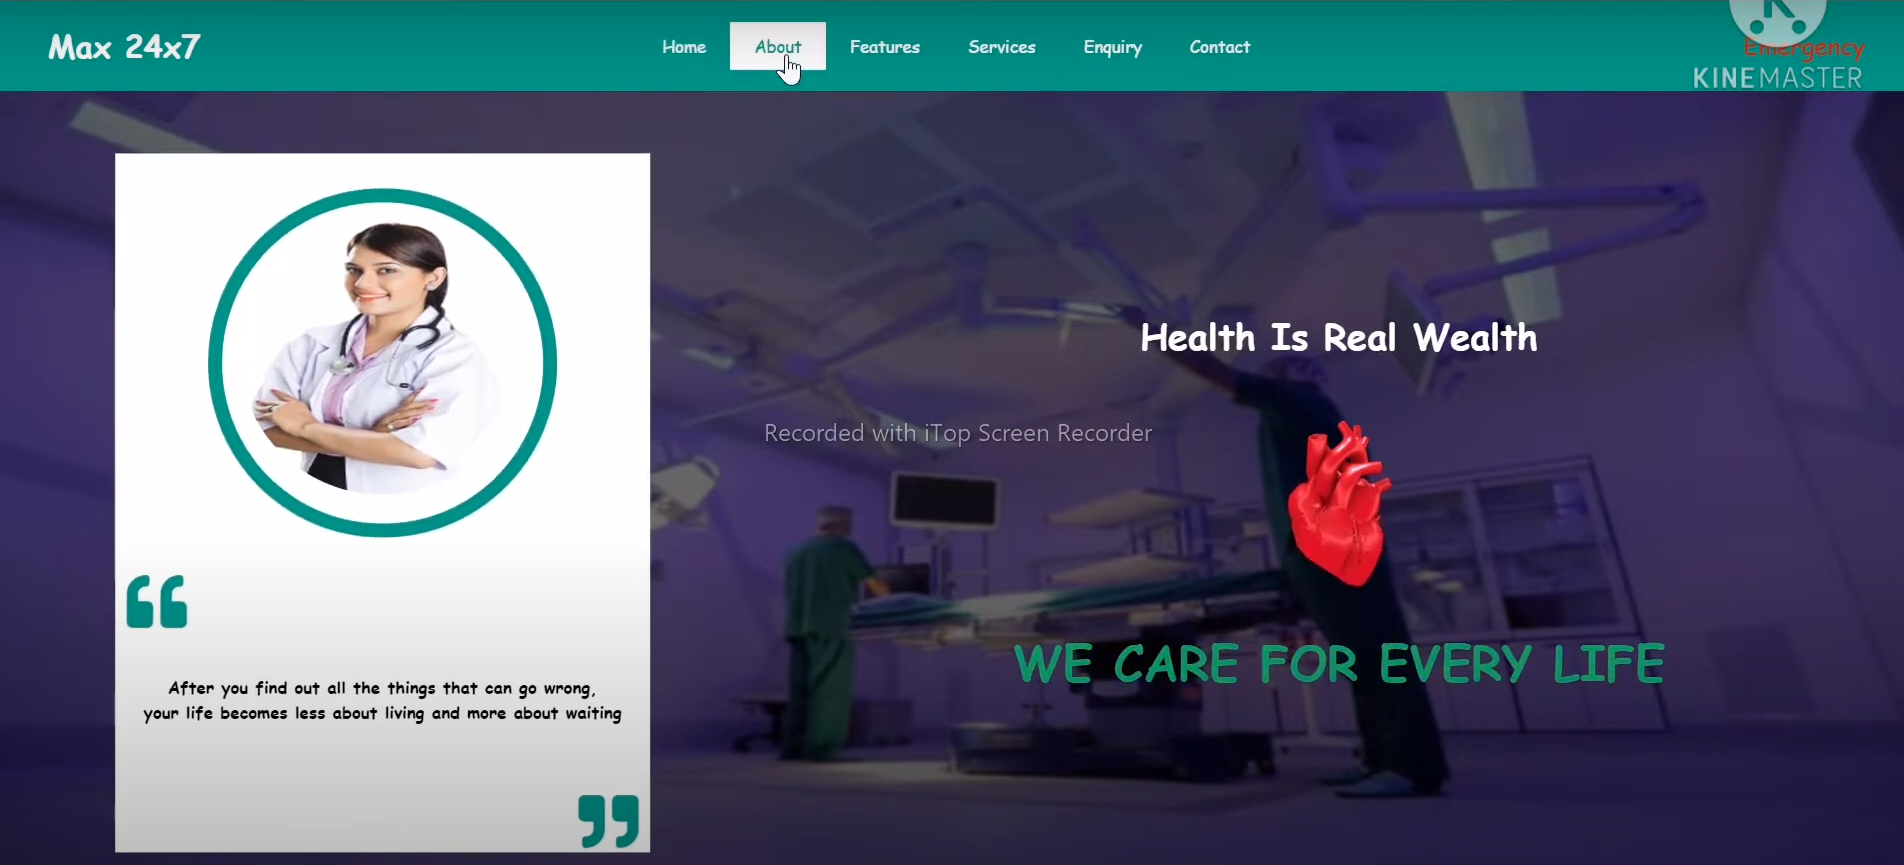 Max 24x7
Home
About
Features
Services
Enquiry
Contact
Emergency
KINEMASTER
Health Is Real Wealth
Recorded with iTop Screen Recorder
WE CARE FOR EVERY LIFE
“
After you find out all the things that can go wrong,
your life becomes less about living and more about waiting
”